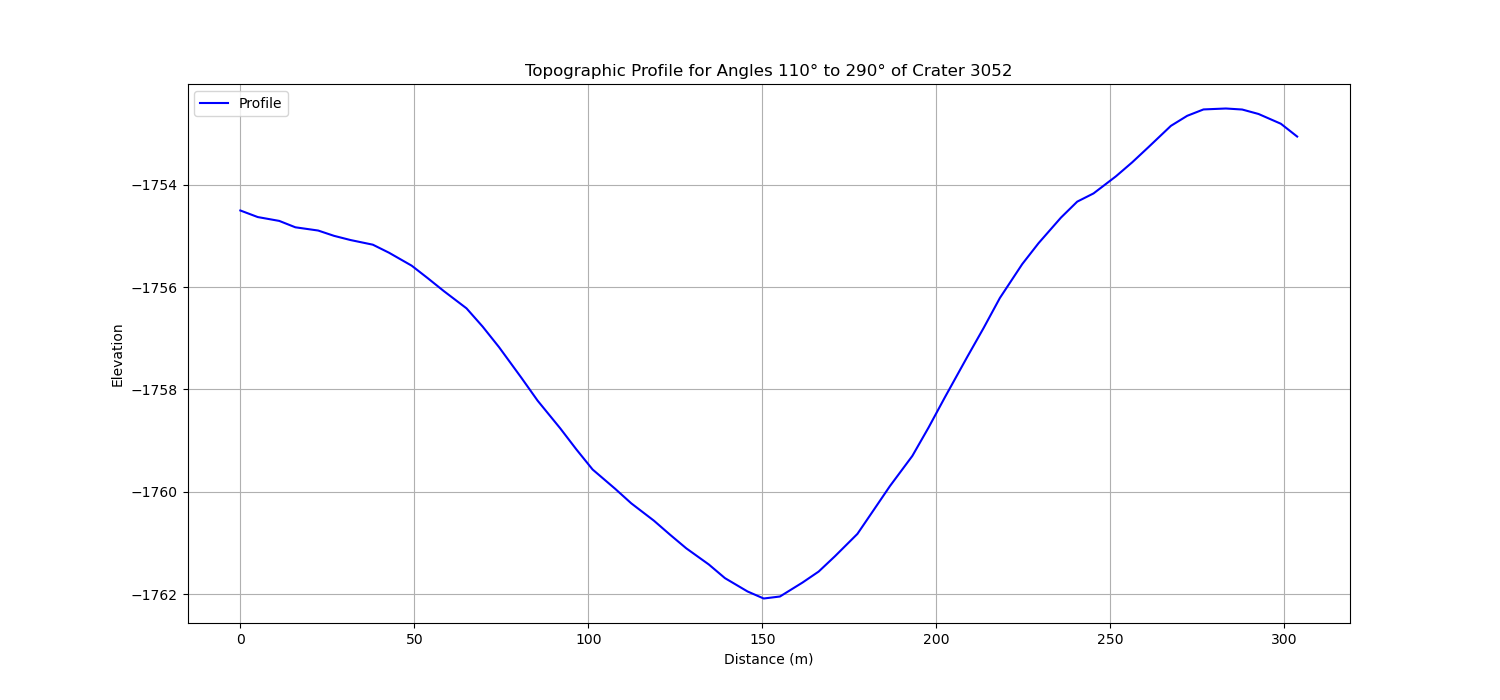 Topographic Profile for Angles 110° to 290° of Crater 3052
Profile
Elevation
−1754
−1756
−1758
−1760
−1762
0 50 100 150 200 250 300
Distance (m)